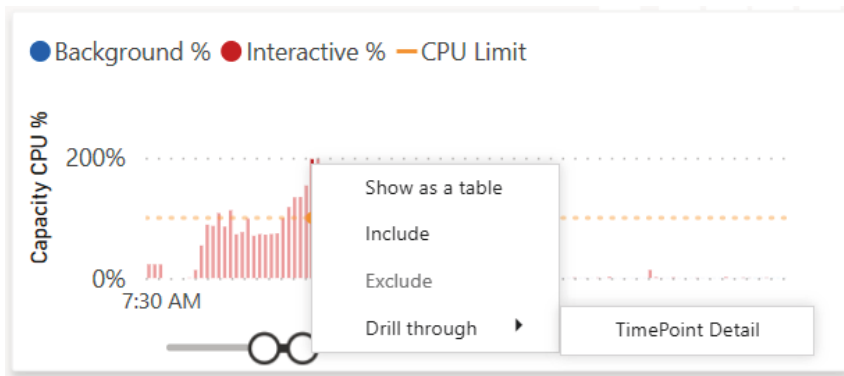 Background % Interactive % CPU Limit
Capacity CPU %
200%
0%
7:30 AM
Show as a table
Include
Exclude
Drill through
TimePoint Detail